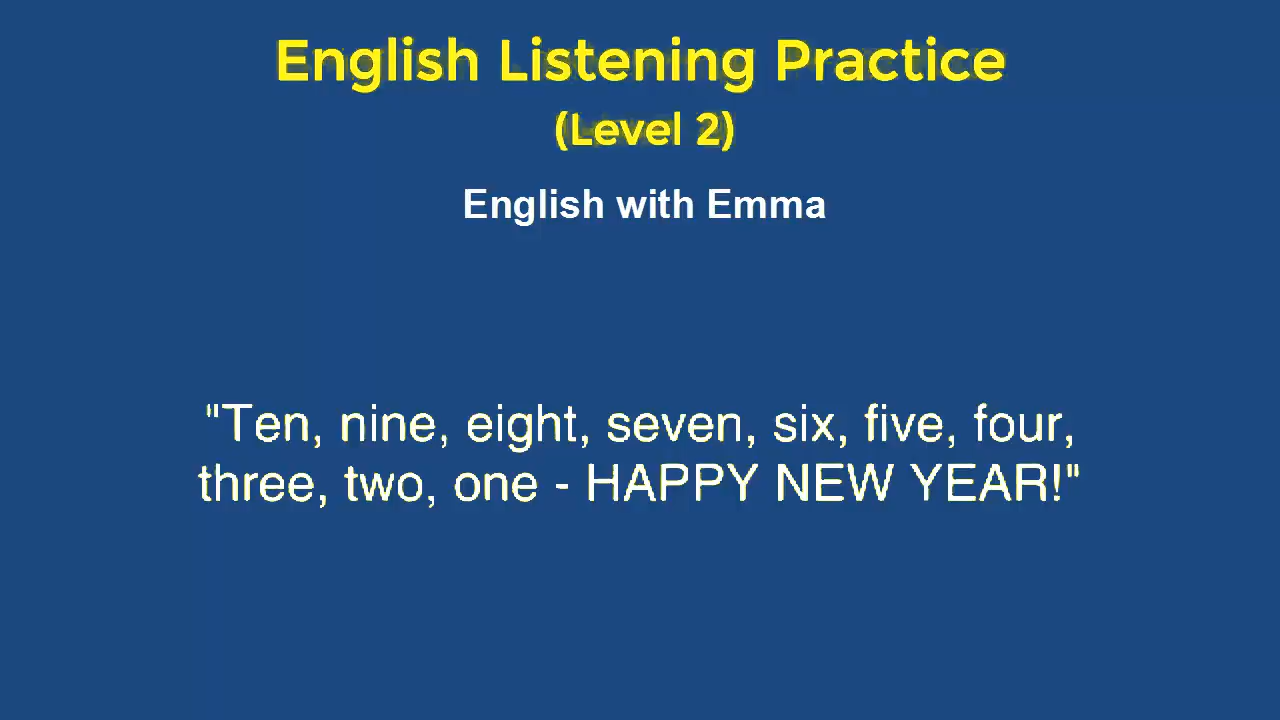 English Listening Practice
(Level 2)
English with Emma
"Ten, nine, eight, seven, six, five, four,
three, two, one - HAPPY NEW YEAR!"